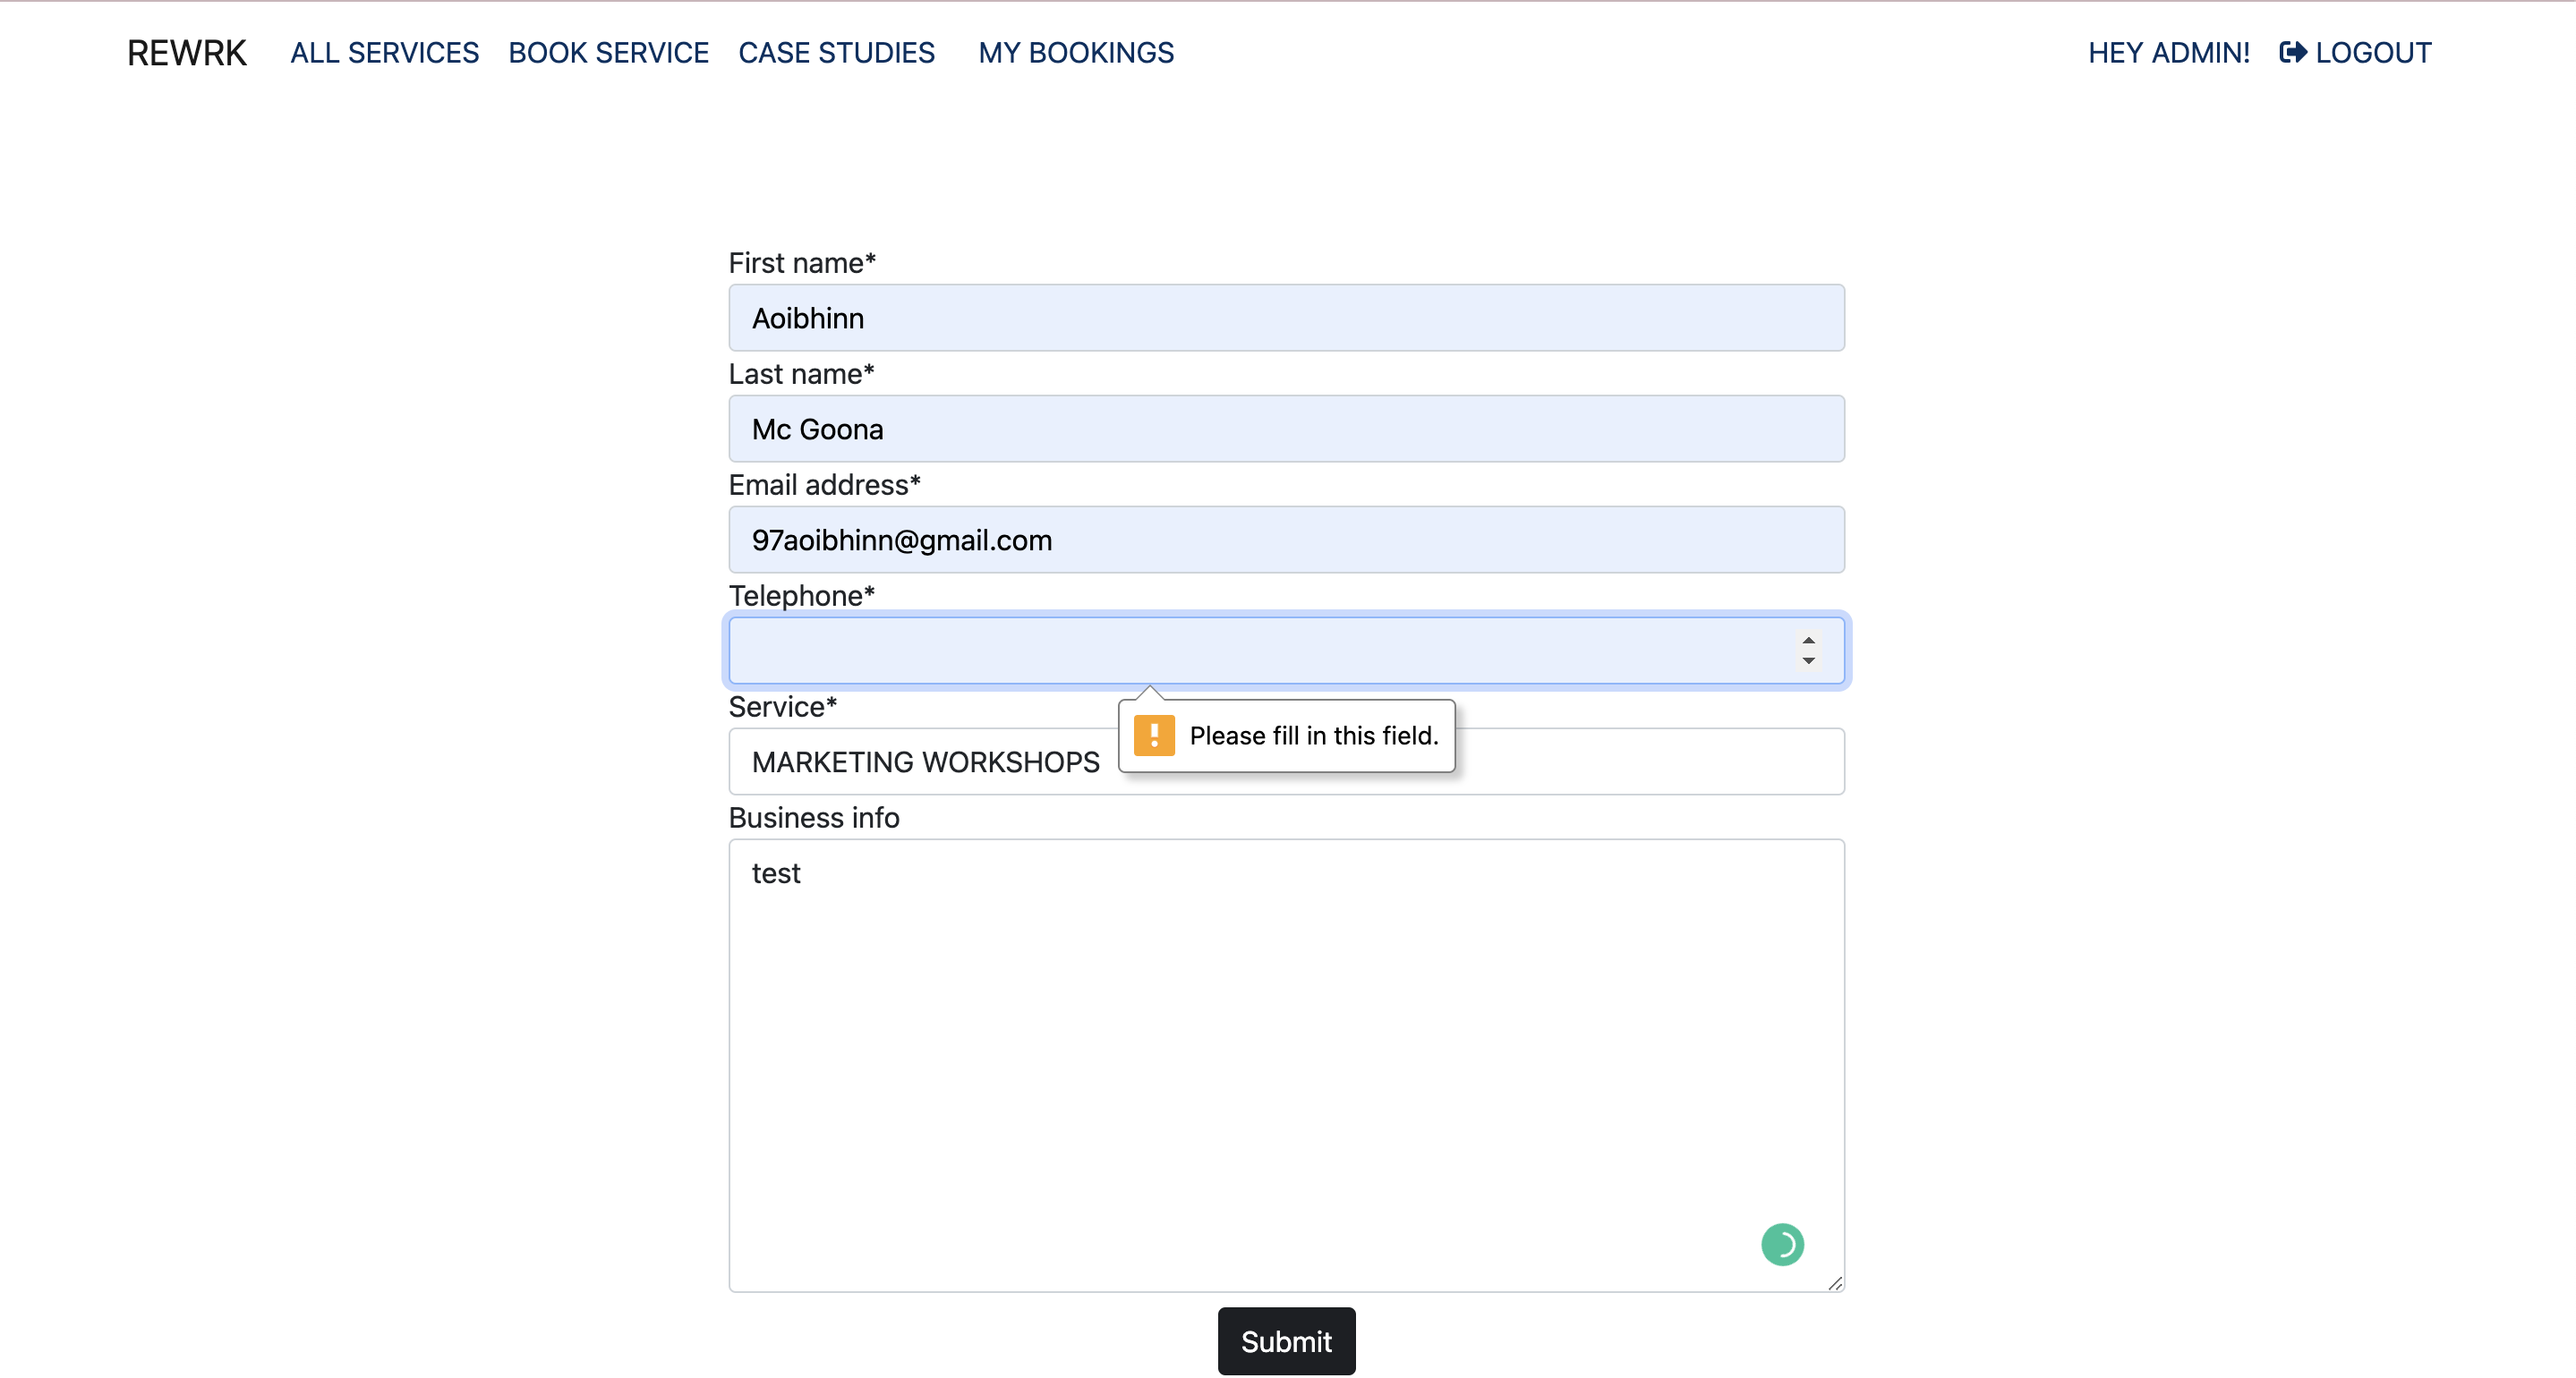 REWRK ALL SERVICES BOOK SERVICE CASE STUDIES MY BOOKINGS HEY ADMIN! LOGOUT
First name*
Aoibhinn
Last name*
Mc Goona
Email address*
97aoibhinn@gmail.com
Telephone*
Service*
Please fill in this field.
MARKETING WORKSHOPS
Business info
test
Submit